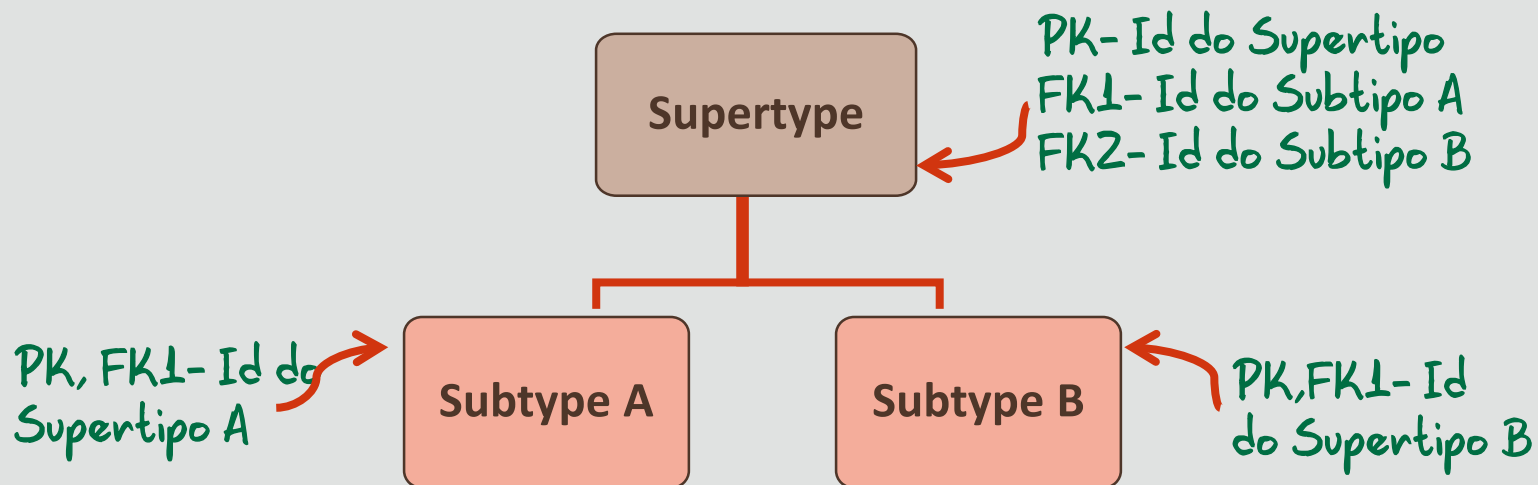 PK- Id do Supertipo
FK1- Id do Subtipo A
FK2- Id do Subtipo B
Supertype
PK, FK1- Id do
Supertipo A
Subtype A
Subtype B
PK,FK1- Id
do Supertipo B